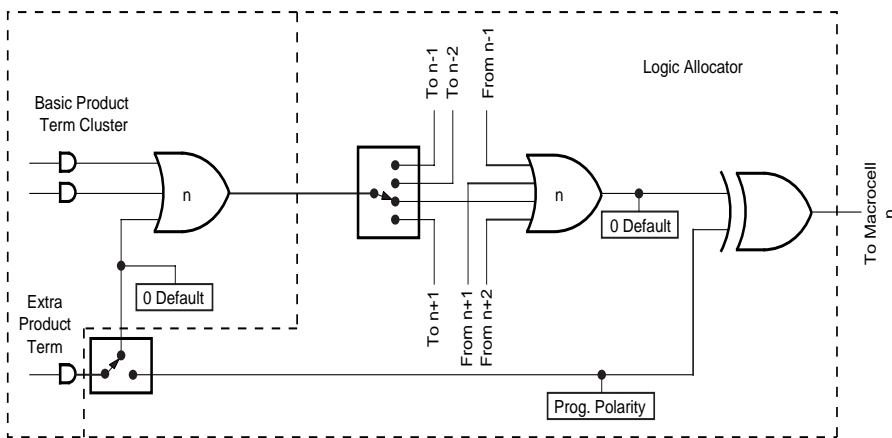 Logic Allocator
To n-1
To n-2
From n-1
Basic Product
Term Cluster
n
n
0 Default
To Macrocell
n
0 Default
Extra
Product
Term
To n+1
From n+1
From n+2
Prog. Polarity